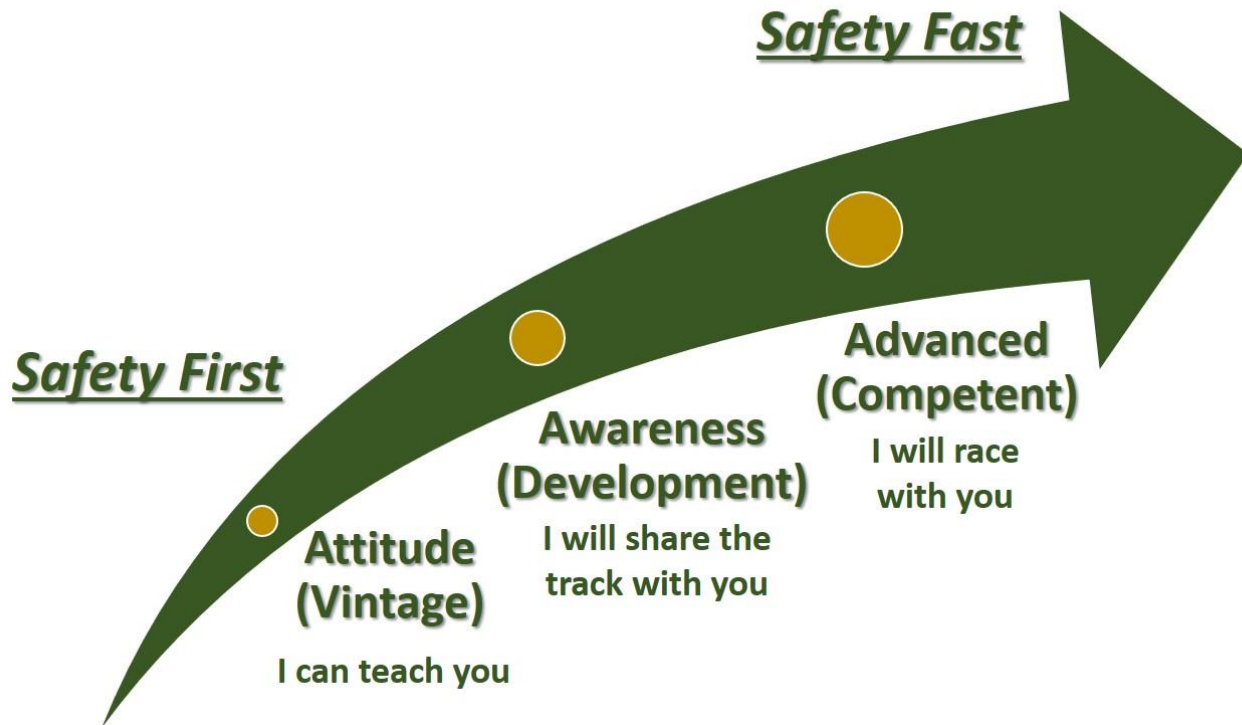 Safety Fast
Safety First
Attitude
(Vintage)
I can teach you
Awareness
(Development)
I will share the
track with you
Advanced
(Competent)
I will race
with you